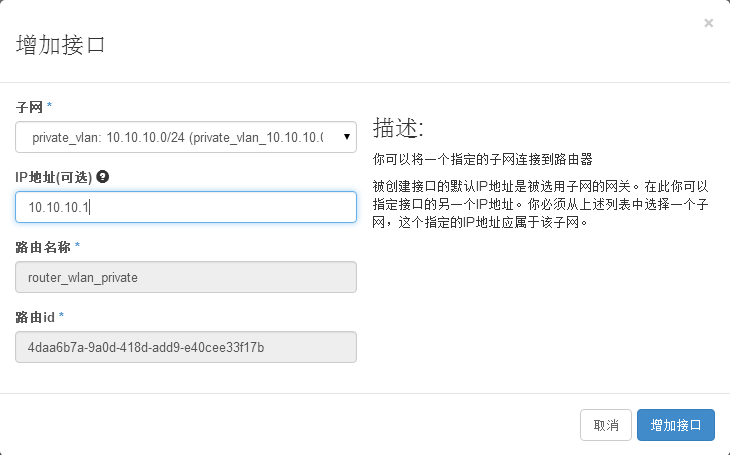 ×
增加接口
子网 *
private_vlan: 10.10.10.0/24 (private_vlan_10.10.10.0
IP地址(可选)
10.10.10.1
路由名称 *
router_wlan_private
路由id *
4daa6b7a-9a0d-418d-add9-e40cee33f17b
描述:
你可以将一个指定的子网连接到路由器
被创建接口的默认IP地址是被选用子网的网关。在此你可以
指定接口的另一个IP地址。你必须从上述列表中选择一个子
网，这个指定的IP地址应属于该子网。
取消
增加接口